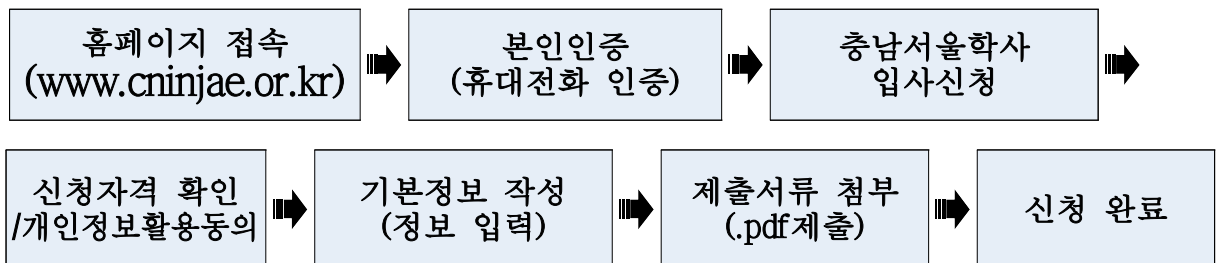 홈페이지 접속
(www.cninjae.or.kr)
본인인증
(휴대전화 인증)
충남서울학사
입사신청
신청자격 확인
/개인정보활용동의
기본정보 작성
(정보 입력)
제출서류 첨부
(.pdf제출)
신청 완료